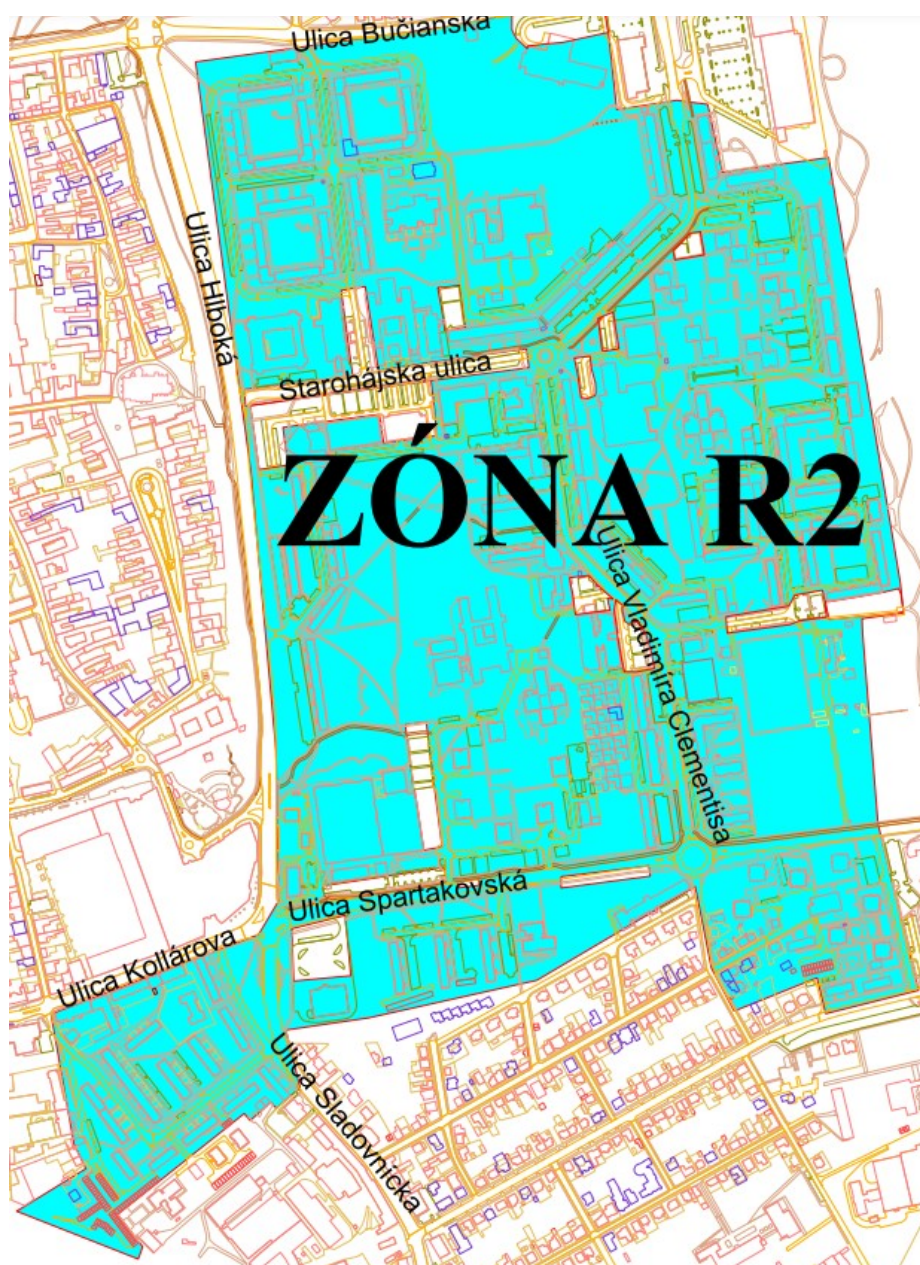 Ulica Bučianska
Ulica Hlboká
Starohájska ulica
ZÓNA R2
Ulica Vladimíra Clementisa
Ulica Spartakovská
Ulica Kollárova
Ulica Sladovnícka